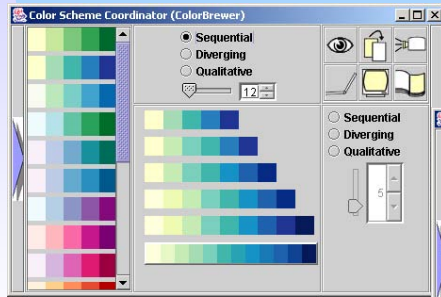 Color Scheme Coordinator (ColorBrewer)
Sequential
Diverging
Qualitative
12
Sequential
Diverging
Qualitative
5